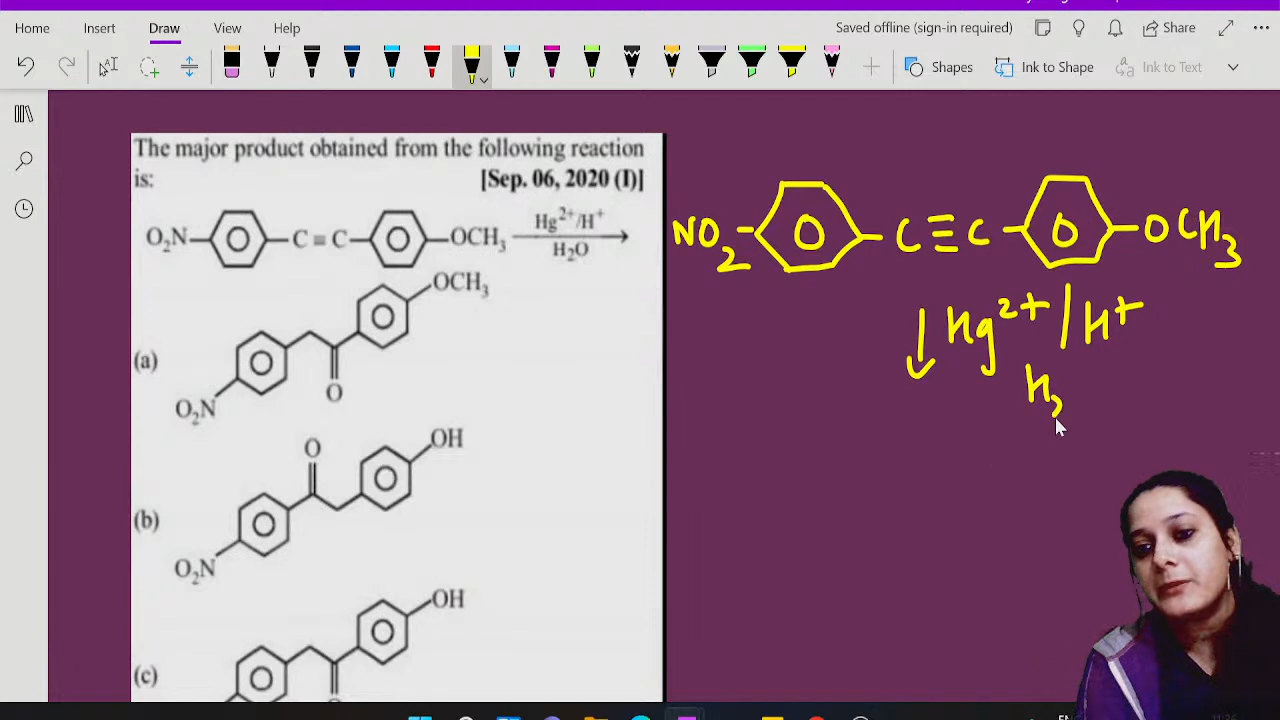 Home Insert Draw View Help
Saved offline (sign-in required) Share
Shapes Ink to Shape Ink to Text
The major product obtained from the following reaction
is: [Sep. 06, 2020 (I)]
O₂N C≡C OCH₃ Hg²⁺/H⁺
H₂O
OCH₃
(a)
O
O₂N
O
OH
(b)
O₂N
OH
(c)
NO₂ C≡C OCH₃
↓ Hg²⁺/H⁺
H₂